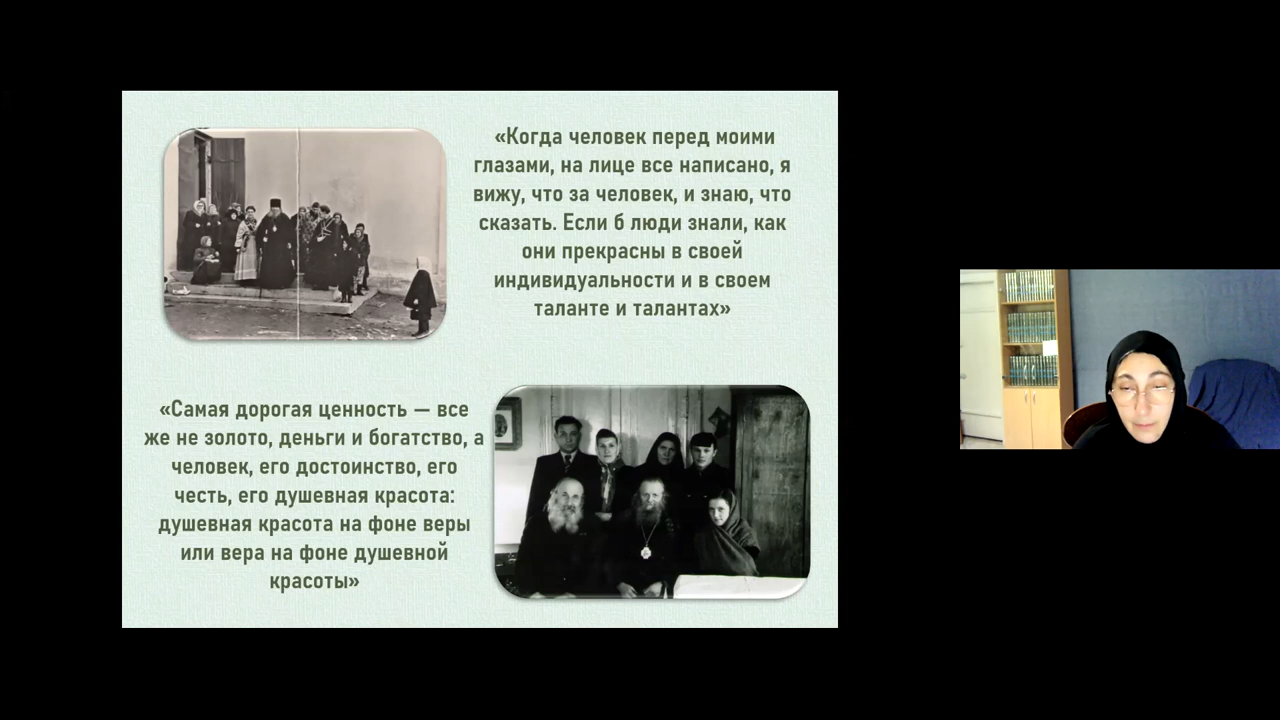 «Когда человек перед моими
глазами, на лице все написано, я
вижу, что за человек, и знаю, что
сказать. Если б люди знали, как
они прекрасны в своей
индивидуальности и в своем
таланте и талантах»
«Самая дорогая ценность — все
же не золото, деньги и богатство, а
человек, его достоинство, его
честь, его душевная красота:
душевная красота на фоне веры
или вера на фоне душевной
красоты»